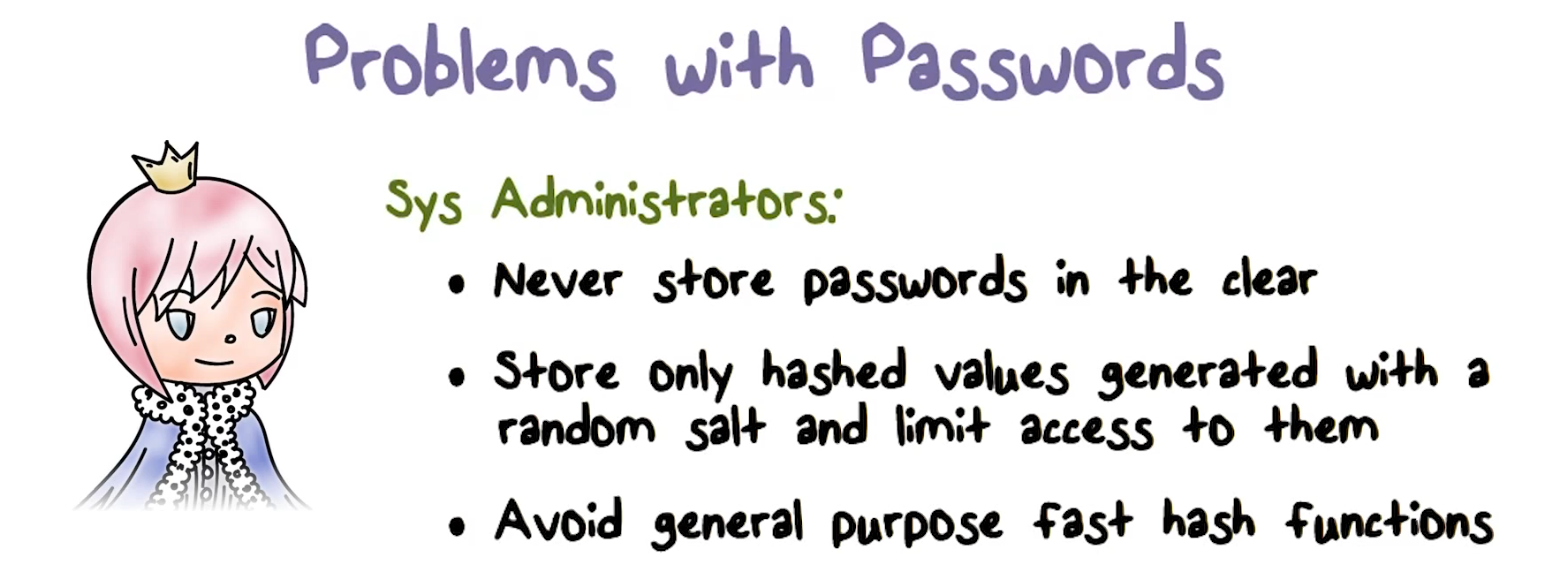 Problems with Passwords
Sys Administrators:
• Never store passwords in the clear
• Store only hashed values generated with a
random salt and limit access to them
• Avoid general purpose fast hash functions